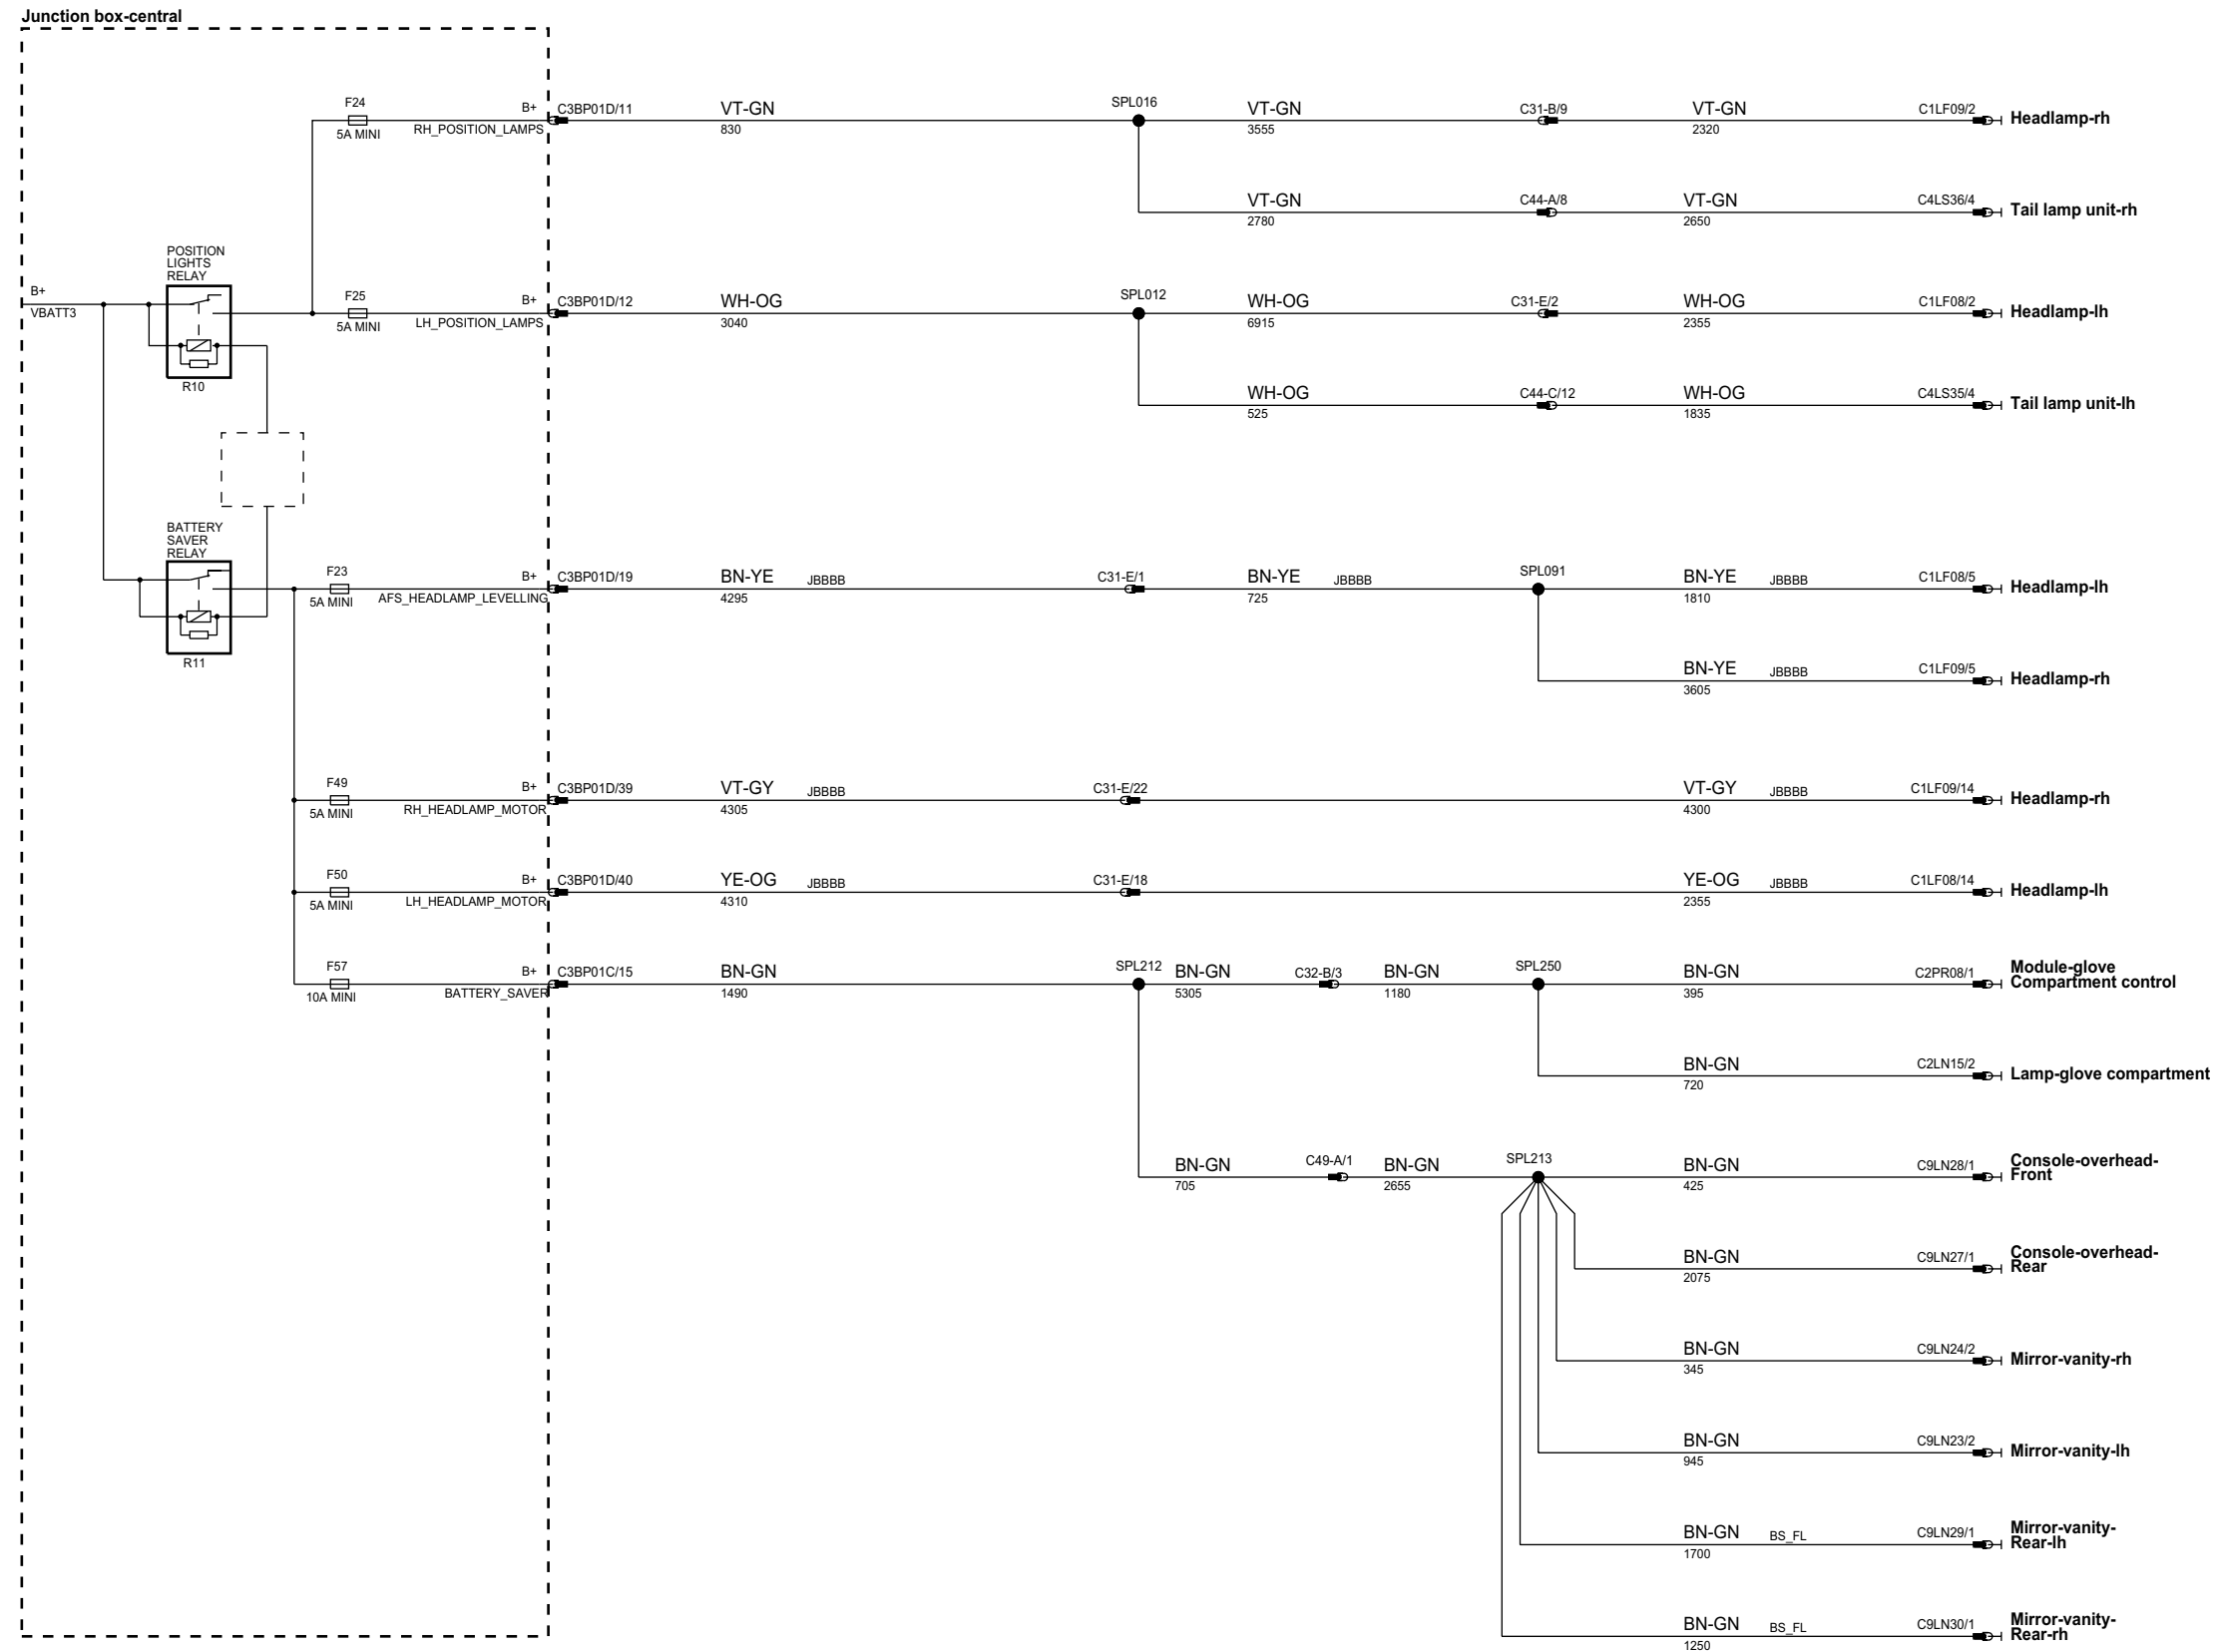 Junction box-central
F24
5A MINI
B+
RH_POSITION_LAMPS
C3BP01D/11
VT-GN
830
SPL016
VT-GN
3555
C31-B/9
VT-GN
2320
C1LF09/2
Headlamp-rh
VT-GN
2780
C44-A/8
VT-GN
2650
C4LS36/4
Tail lamp unit-rh
POSITION
LIGHTS
RELAY
R10
B+
VBATT3
F25
5A MINI
B+
LH_POSITION_LAMPS
C3BP01D/12
WH-OG
3040
SPL012
WH-OG
6915
C31-E/2
WH-OG
2355
C1LF08/2
Headlamp-lh
WH-OG
525
C44-C/12
WH-OG
1835
C4LS35/4
Tail lamp unit-lh
BATTERY
SAVER
RELAY
R11
F23
5A MINI
B+
AFS_HEADLAMP_LEVELLING
C3BP01D/19
BN-YE
JBBBB
4295
C31-E/1
BN-YE
JBBBB
725
SPL091
BN-YE
JBBBB
1810
C1LF08/5
Headlamp-lh
BN-YE
JBBBB
3605
C1LF09/5
Headlamp-rh
F49
5A MINI
B+
RH_HEADLAMP_MOTOR
C3BP01D/39
VT-GY
JBBBB
4305
C31-E/22
VT-GY
JBBBB
4300
C1LF09/14
Headlamp-rh
F50
5A MINI
B+
LH_HEADLAMP_MOTOR
C3BP01D/40
YE-OG
JBBBB
4310
C31-E/18
YE-OG
JBBBB
2355
C1LF08/14
Headlamp-lh
F57
10A MINI
B+
BATTERY_SAVER
C3BP01C/15
BN-GN
1490
SPL212
BN-GN
5305
C32-B/3
BN-GN
1180
SPL250
BN-GN
395
C2PR08/1
Module-glove
Compartment control
BN-GN
720
C2LN15/2
Lamp-glove compartment
BN-GN
705
C49-A/1
BN-GN
2655
SPL213
BN-GN
425
C9LN28/1
Console-overhead-
Front
BN-GN
2075
C9LN27/1
Console-overhead-
Rear
BN-GN
345
C9LN24/2
Mirror-vanity-rh
BN-GN
945
C9LN23/2
Mirror-vanity-lh
BN-GN
BS_FL
1700
C9LN29/1
Mirror-vanity-
Rear-lh
BN-GN
BS_FL
1250
C9LN30/1
Mirror-vanity-
Rear-rh